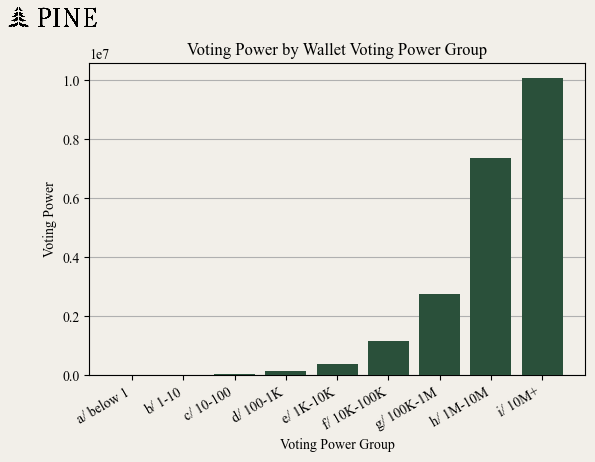 PINE
Voting Power by Wallet Voting Power Group
1e7
1.0
0.8
0.6
0.4
0.2
0.0
Voting Power
a/ below 1
b/ 1-10
c/ 10-100
d/ 100-1K
e/ 1K-10K
f/ 10K-100K
g/ 100K-1M
h/ 1M-10M
i/ 10M+
Voting Power Group